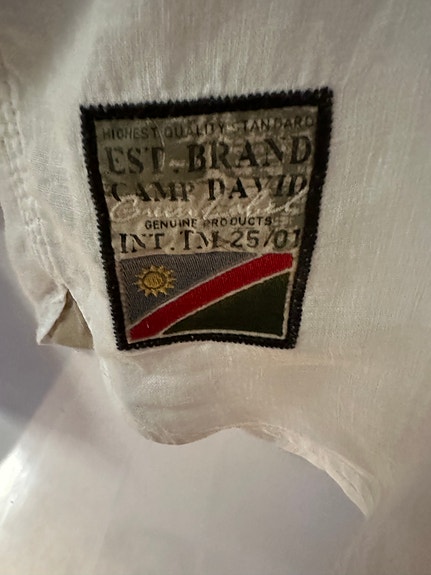 HIGHEST QUALITY STANDARD
EST. BRAND
CAMP DAVID
GENUINE PRODUCTS
INT. TM-25/01